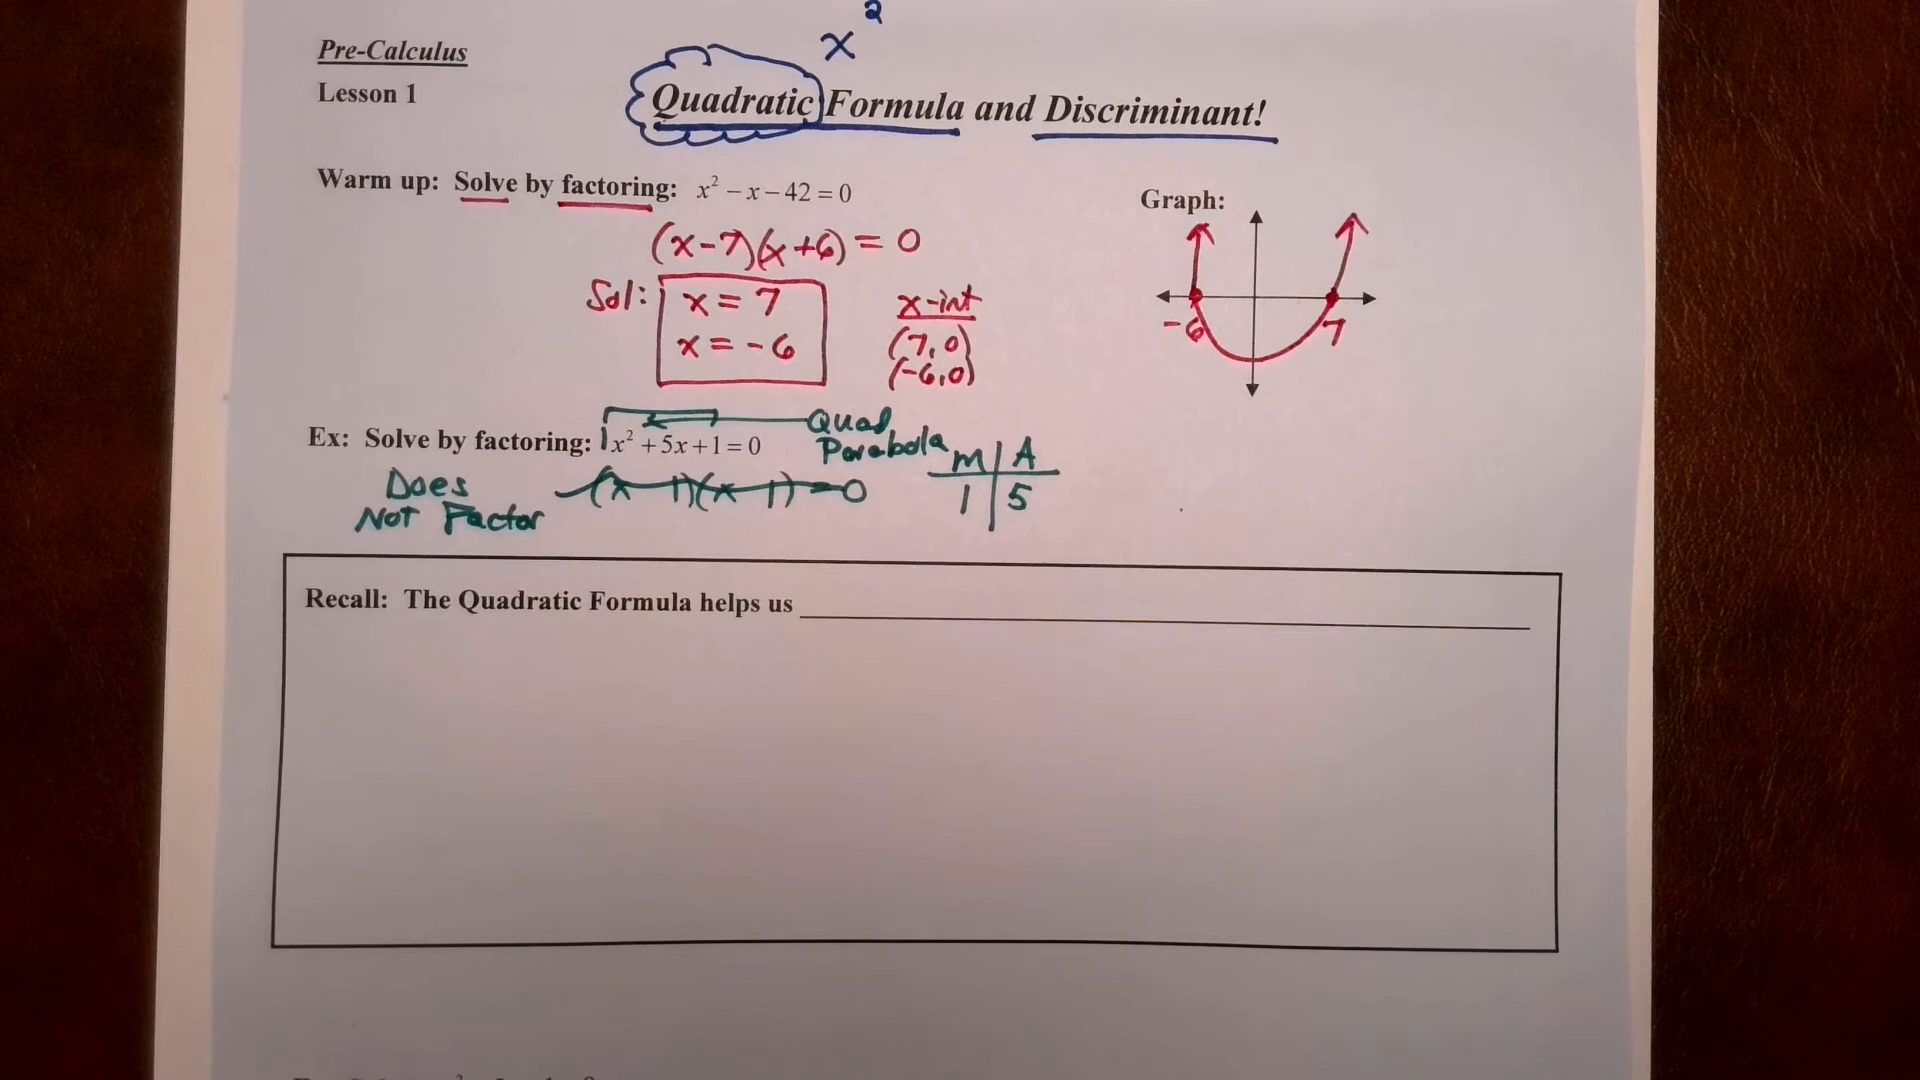 x²
Pre-Calculus
Lesson 1
Quadratic Formula and Discriminant!
Warm up: Solve by factoring: x² − x − 42 = 0
Graph:
(x-7)(x+6) = 0
Sol: x = 7
x = -6
x-int
(7,0)
(-6,0)
-6
7
Ex: Solve by factoring: 1x² + 5x + 1 = 0
Quad
Parabola
M | A
1 | 5
Does
Not Factor
(x 1)(x 1) = 0
Recall: The Quadratic Formula helps us